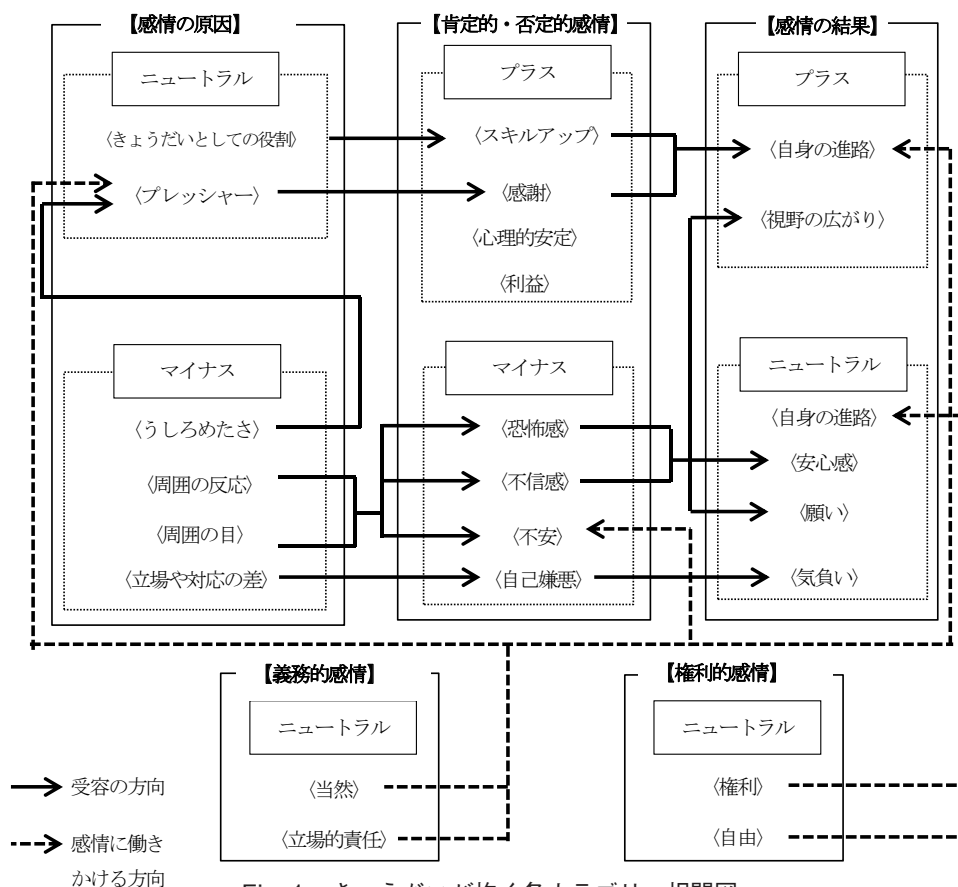 【感情の原因】
ニュートラル
〈きょうだいとしての役割〉
〈プレッシャー〉
マイナス
〈うしろめたさ〉
〈周囲の反応〉
〈周囲の目〉
〈立場や対応の差〉
【肯定的・否定的感情】
プラス
〈スキルアップ〉
〈感謝〉
〈心理的安定〉
〈利益〉
マイナス
〈恐怖感〉
〈不信感〉
〈不安〉
〈自己嫌悪〉
【感情の結果】
プラス
〈自身の進路〉
〈視野の広がり〉
ニュートラル
〈自身の進路〉
〈安心感〉
〈願い〉
〈気負い〉
【義務的感情】
ニュートラル
〈当然〉
〈立場的責任〉
【権利的感情】
ニュートラル
〈権利〉
〈自由〉
受容の方向
感情に働き
かける方向